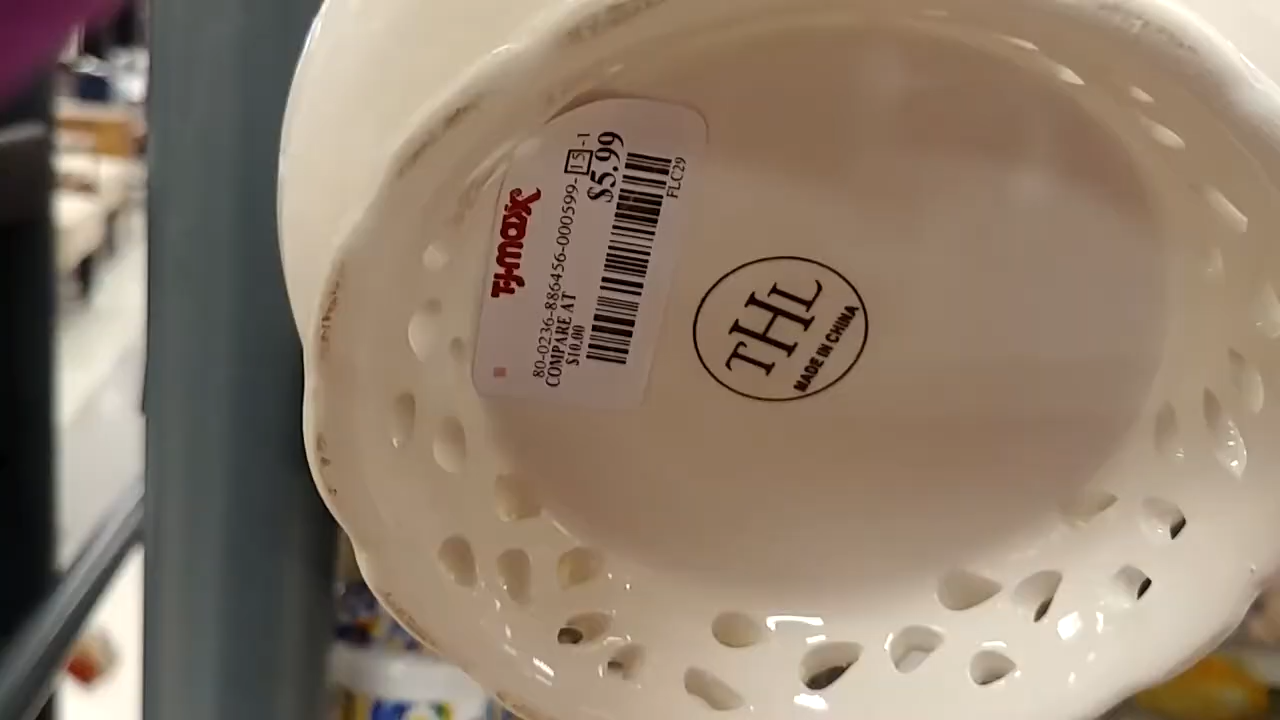 T·J·maxx
80-0236-886456-000599-15-1
COMPARE AT
$10.00
$5.99
FLC29
THL
MADE IN CHINA